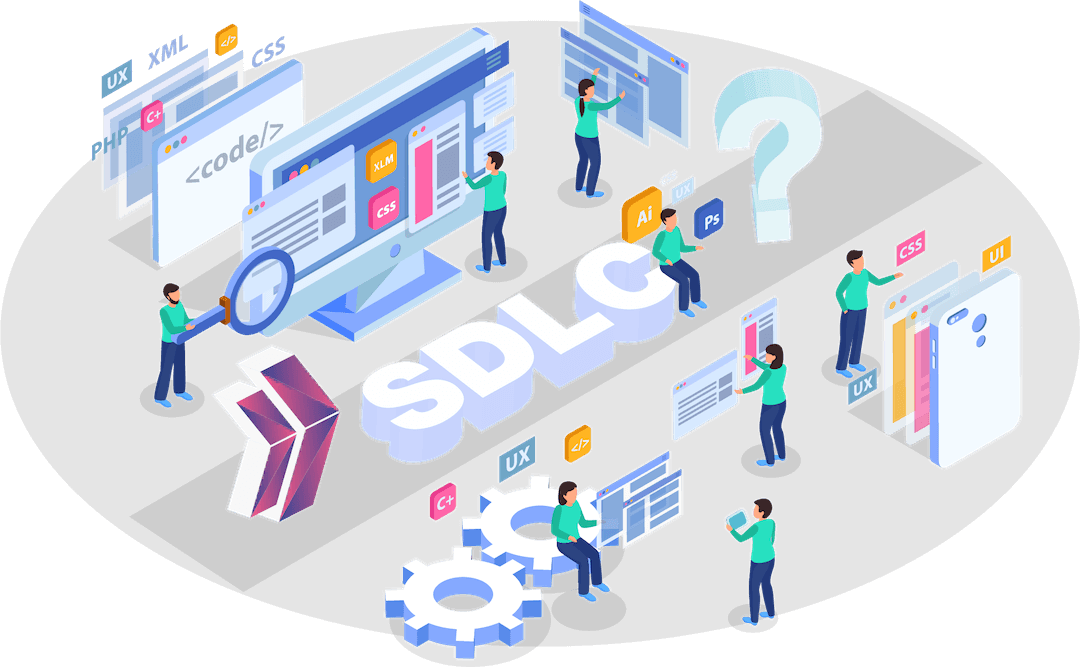 UX
XML
</>
CSS
PHP
C+
<code/>
XLM
CSS
Ai
UX
Ps
SDLC
CSS
UI
UX
UX
</>
C+